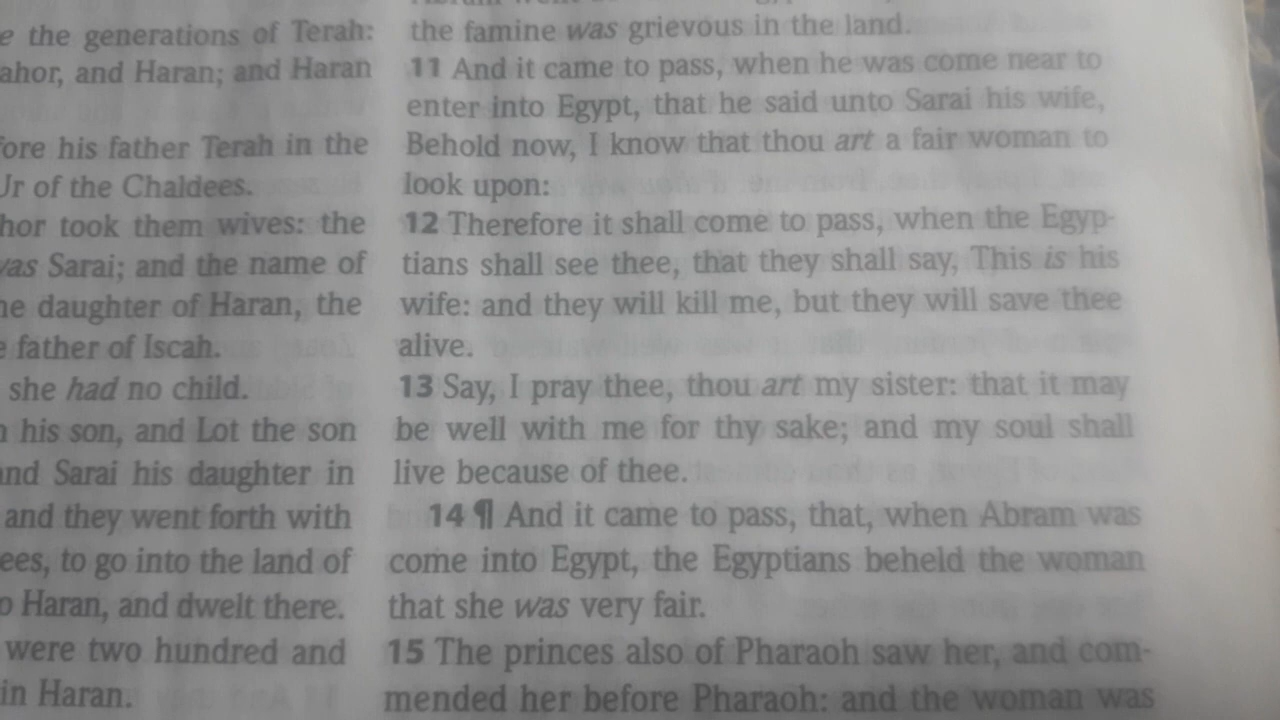 e the generations of Terah:
ahor, and Haran; and Haran
fore his father Terah in the
Ur of the Chaldees.
hor took them wives: the
was Sarai; and the name of
he daughter of Haran, the
e father of Iscah.
she had no child.
n his son, and Lot the son
and Sarai his daughter in
and they went forth with
ees, to go into the land of
o Haran, and dwelt there.
were two hundred and
in Haran.
the famine was grievous in the land.
11 And it came to pass, when he was come near to
enter into Egypt, that he said unto Sarai his wife,
Behold now, I know that thou art a fair woman to
look upon:
12 Therefore it shall come to pass, when the Egyp-
tians shall see thee, that they shall say, This is his
wife: and they will kill me, but they will save thee
alive.
13 Say, I pray thee, thou art my sister: that it may
be well with me for thy sake; and my soul shall
live because of thee.
14 ¶ And it came to pass, that, when Abram was
come into Egypt, the Egyptians beheld the woman
that she was very fair.
15 The princes also of Pharaoh saw her, and com-
mended her before Pharaoh: and the woman was